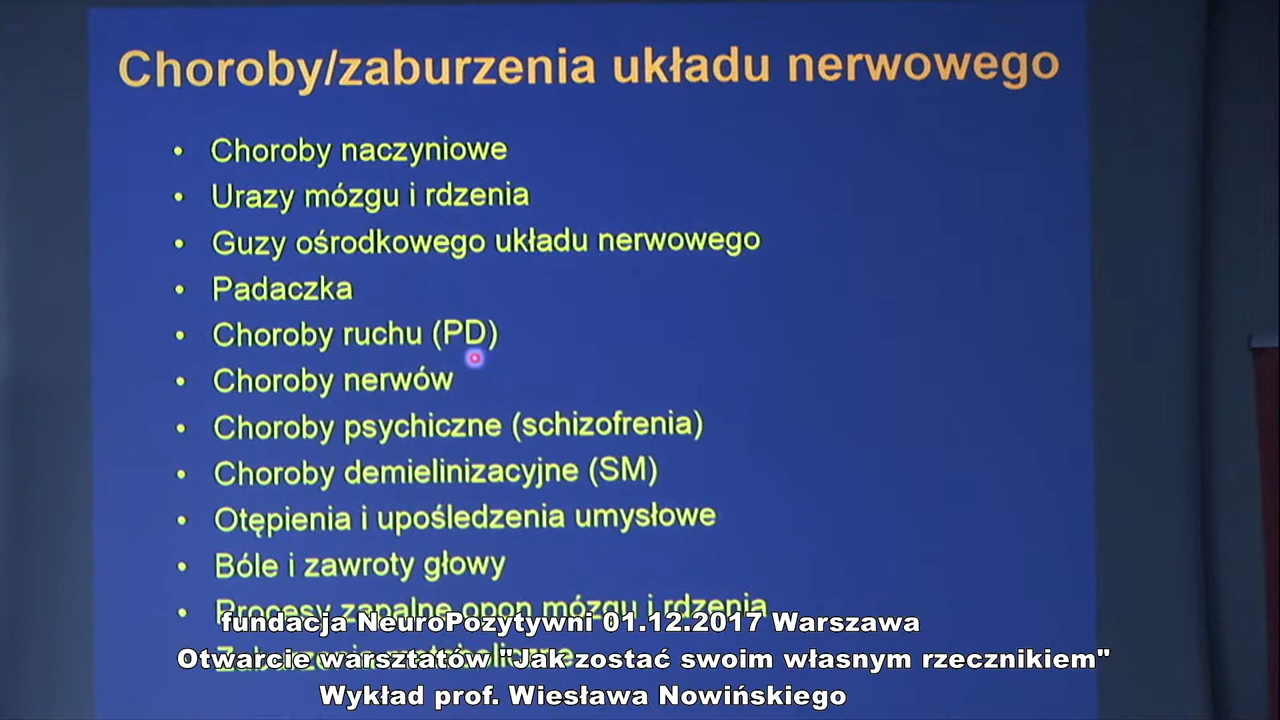 Choroby/zaburzenia układu nerwowego
• Choroby naczyniowe
• Urazy mózgu i rdzenia
• Guzy ośrodkowego układu nerwowego
• Padaczka
• Choroby ruchu (PD)
• Choroby nerwów
• Choroby psychiczne (schizofrenia)
• Choroby demielinizacyjne (SM)
• Otępienia i upośledzenia umysłowe
• Bóle i zawroty głowy
• Procesy zapalne opon mózgu i rdzenia
fundacja NeuroPozytywni 01.12.2017 Warszawa
Otwarcie warsztatów "Jak zostać swoim własnym rzecznikiem"
Wykład prof. Wiesława Nowińskiego